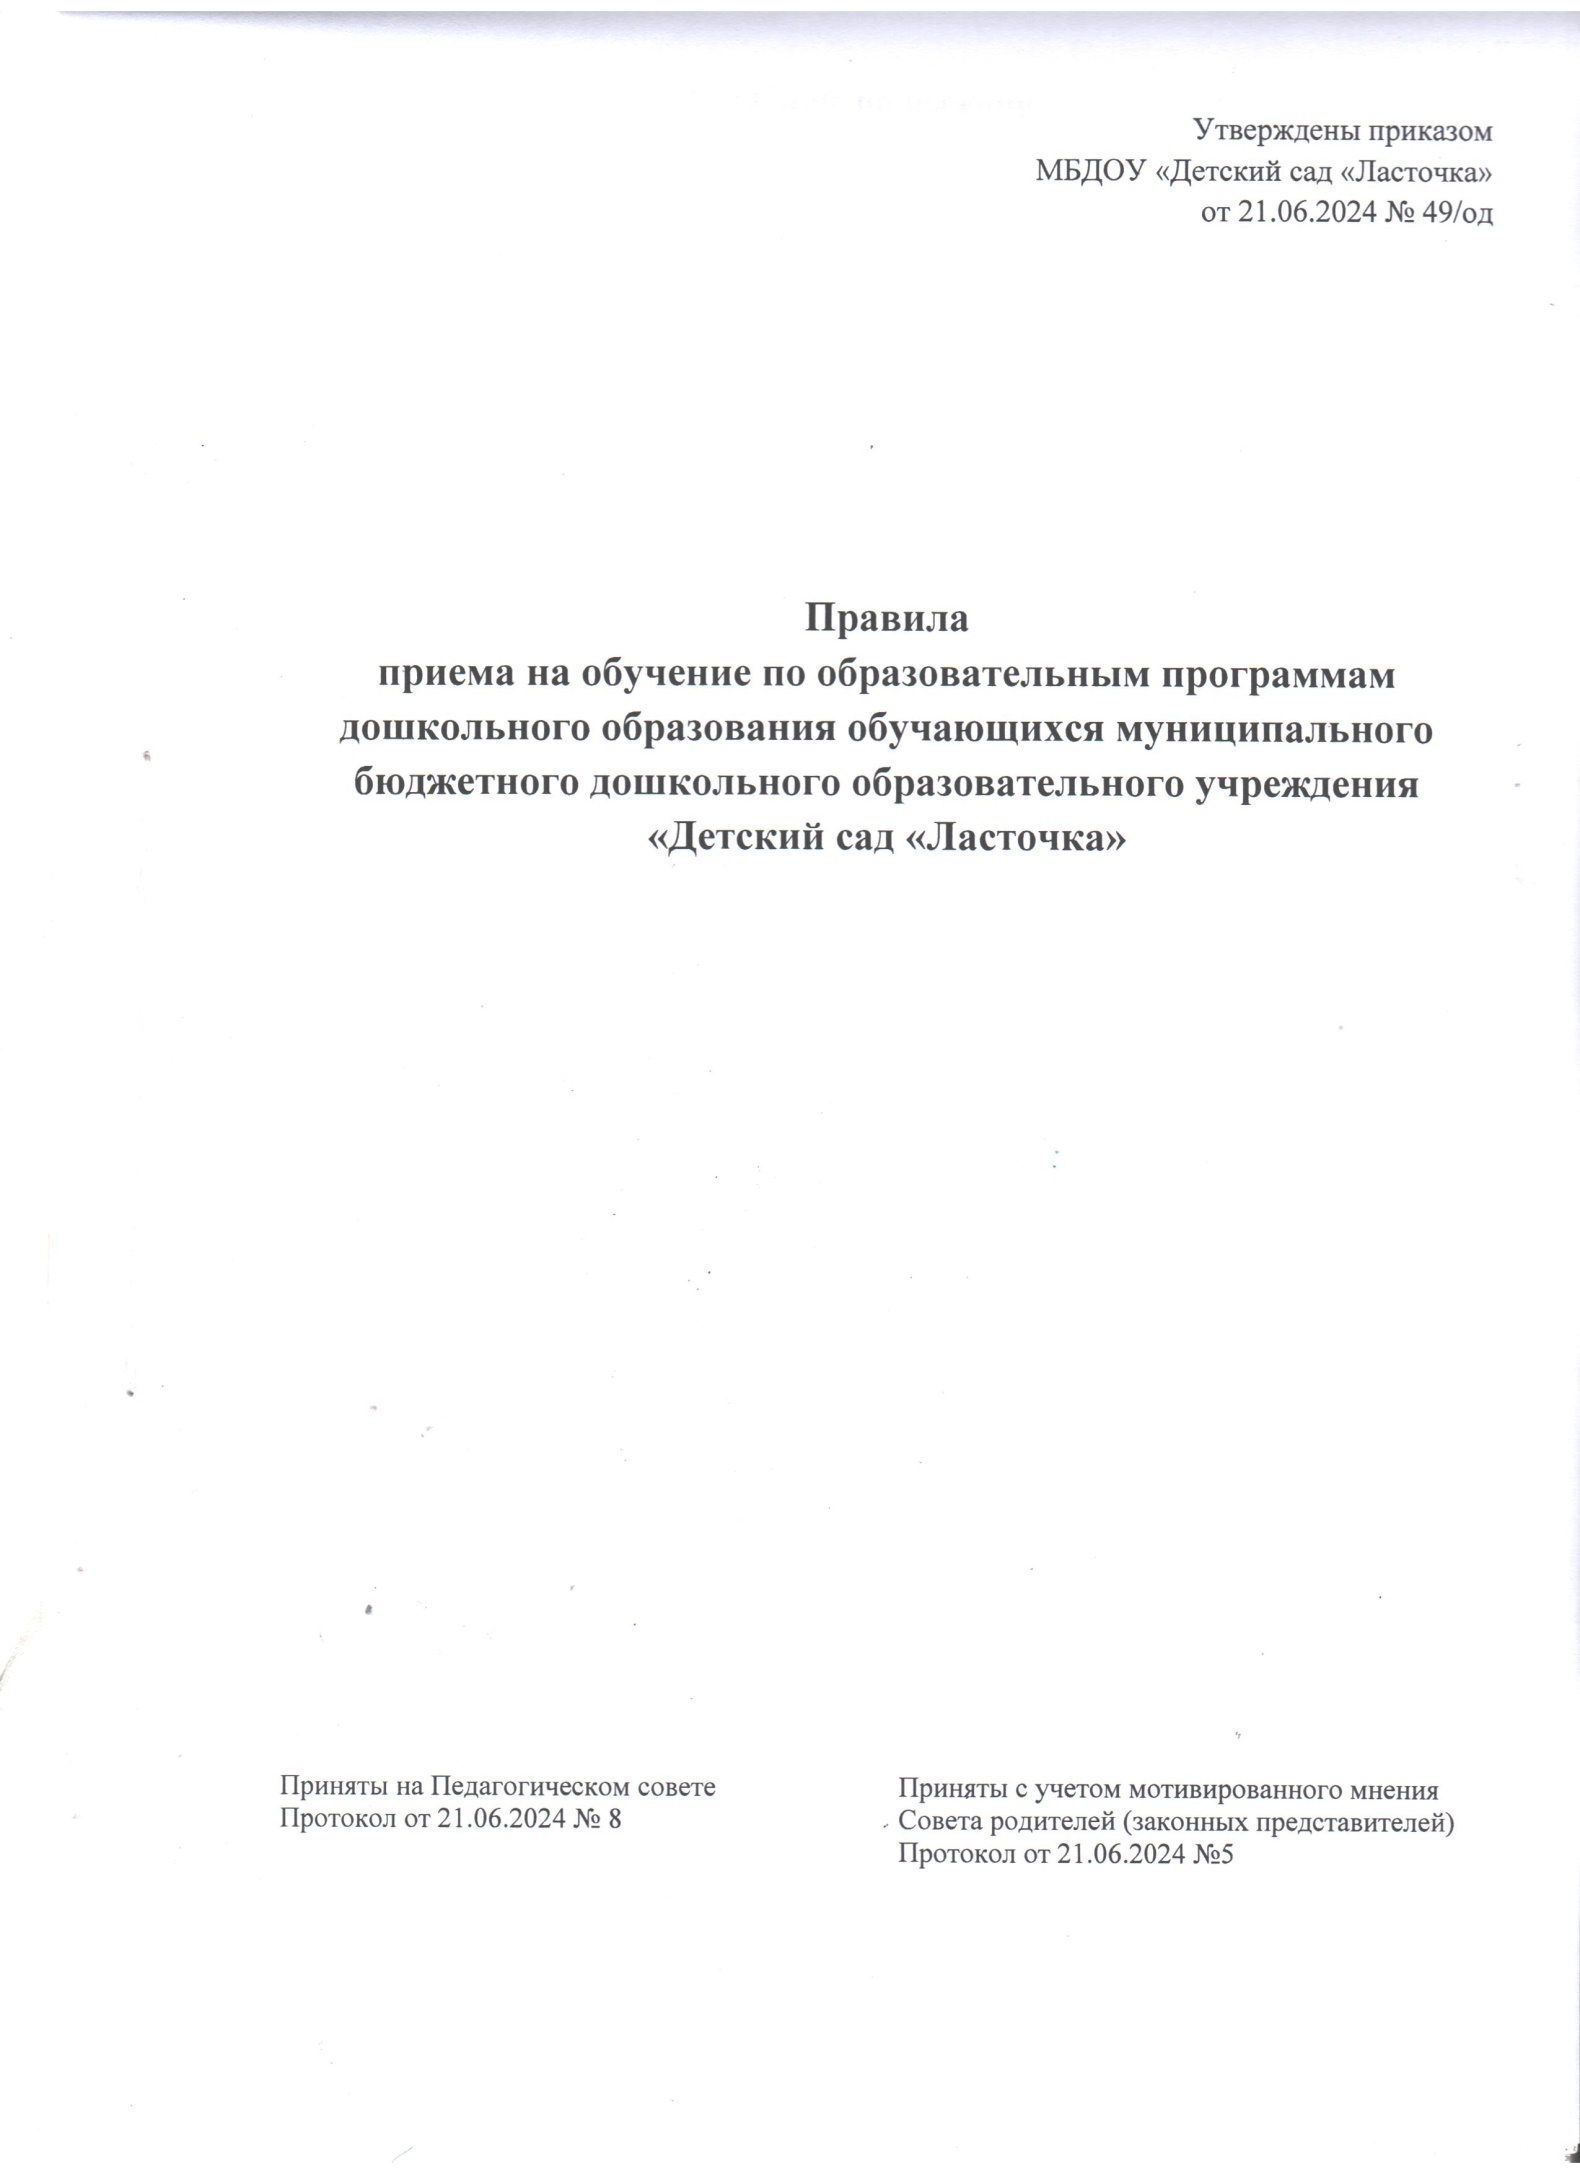 Утверждены приказом
МБДОУ «Детский сад «Ласточка»
от 21.06.2024 № 49/од
Правила
приема на обучение по образовательным программам
дошкольного образования обучающихся муниципального
бюджетного дошкольного образовательного учреждения
«Детский сад «Ласточка»
Приняты на Педагогическом совете
Протокол от 21.06.2024 № 8
Приняты с учетом мотивированного мнения
Совета родителей (законных представителей)
Протокол от 21.06.2024 №5